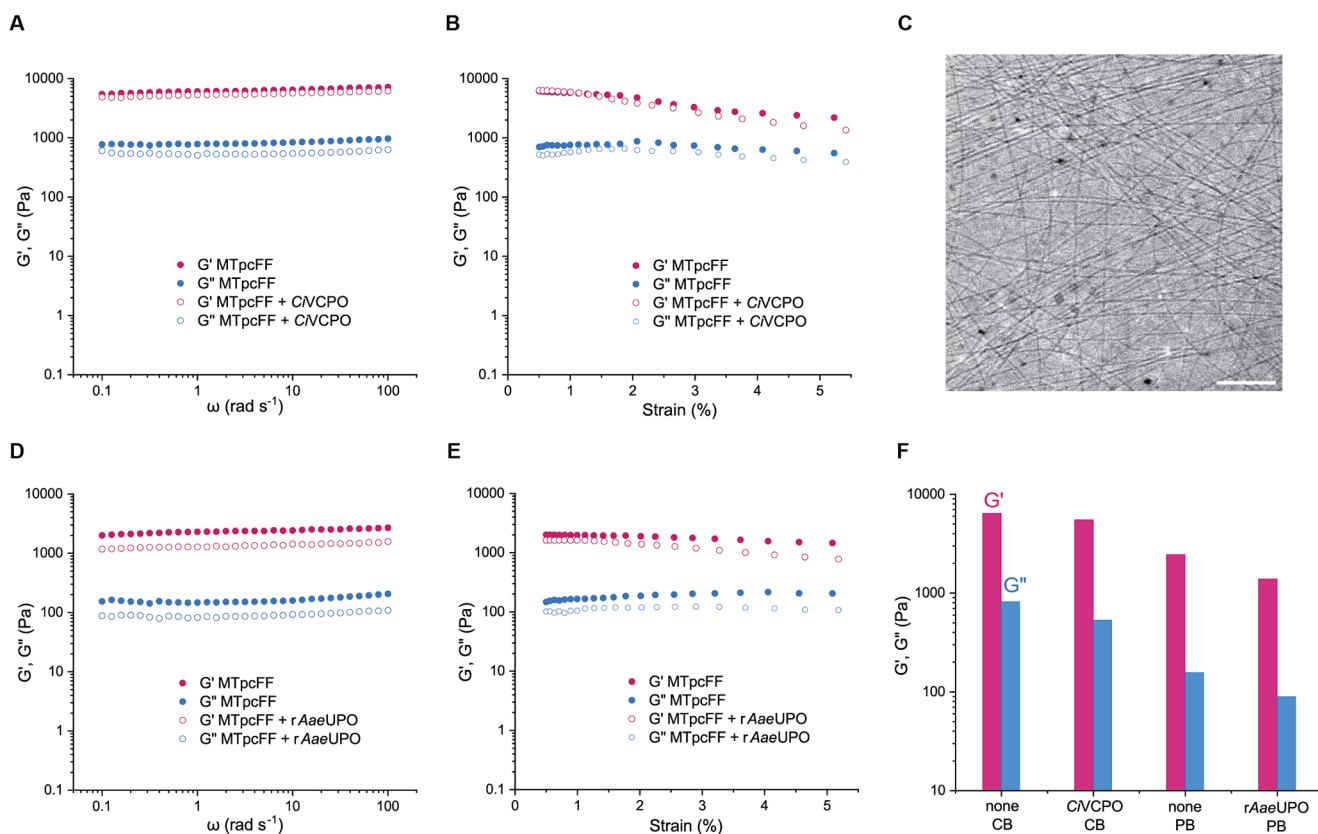 A
10000
1000
100
10
1
0.1
G', G" (Pa)
G' MTpcFF
G" MTpcFF
G' MTpcFF + CiVCPO
G" MTpcFF + CiVCPO
0.1
1
10
100
ω (rad s⁻¹)
B
10000
1000
100
10
1
0.1
G', G" (Pa)
G' MTpcFF
G" MTpcFF
G' MTpcFF + CiVCPO
G" MTpcFF + CiVCPO
0
1
2
3
4
5
Strain (%)
C
D
10000
1000
100
10
1
0.1
G', G" (Pa)
G' MTpcFF
G" MTpcFF
G' MTpcFF + rAaeUPO
G" MTpcFF + rAaeUPO
0.1
1
10
100
ω (rad s⁻¹)
E
10000
1000
100
10
1
0.1
G', G" (Pa)
G' MTpcFF
G" MTpcFF
G' MTpcFF + rAaeUPO
G" MTpcFF + rAaeUPO
0
1
2
3
4
5
Strain (%)
F
10000
1000
100
10
G', G" (Pa)
G'
G"
none
CB
CiVCPO
CB
none
PB
rAaeUPO
PB